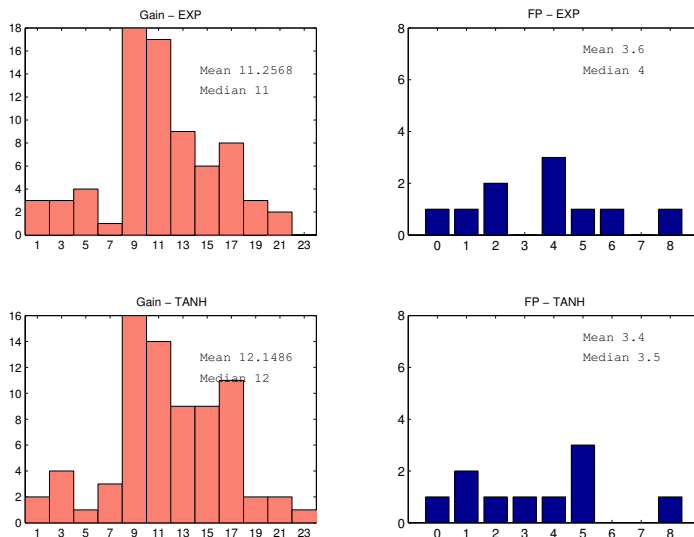 Gain − EXP
18
16
14
12
10
8
6
4
2
0
1 3 5 7 9 11 13 15 17 19 21 23
Mean 11.2568
Median 11
FP − EXP
8
6
4
2
0
0 1 2 3 4 5 6 7 8
Mean 3.6
Median 4
Gain − TANH
16
14
12
10
8
6
4
2
0
1 3 5 7 9 11 13 15 17 19 21 23
Mean 12.1486
Median 12
FP − TANH
8
6
4
2
0
0 1 2 3 4 5 6 7 8
Mean 3.4
Median 3.5